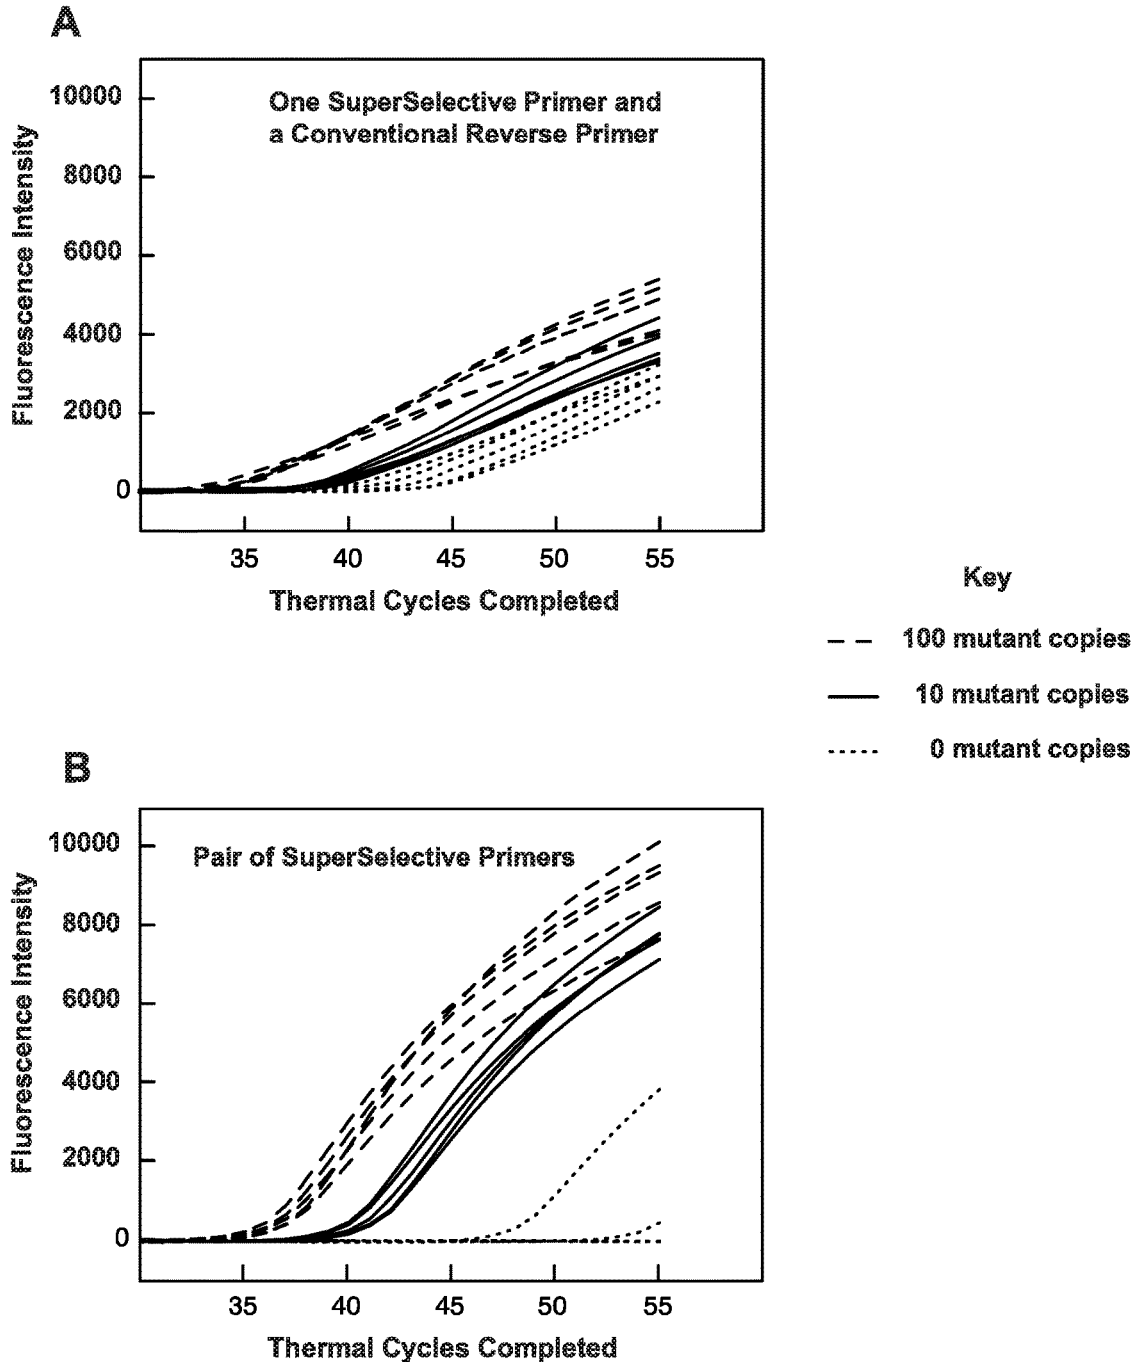 A
One SuperSelective Primer and
a Conventional Reverse Primer
Fluorescence Intensity
10000
8000
6000
4000
2000
0
35 40 45 50 55
Thermal Cycles Completed
Key
100 mutant copies
10 mutant copies
0 mutant copies
B
Pair of SuperSelective Primers
Fluorescence Intensity
10000
8000
6000
4000
2000
0
35 40 45 50 55
Thermal Cycles Completed